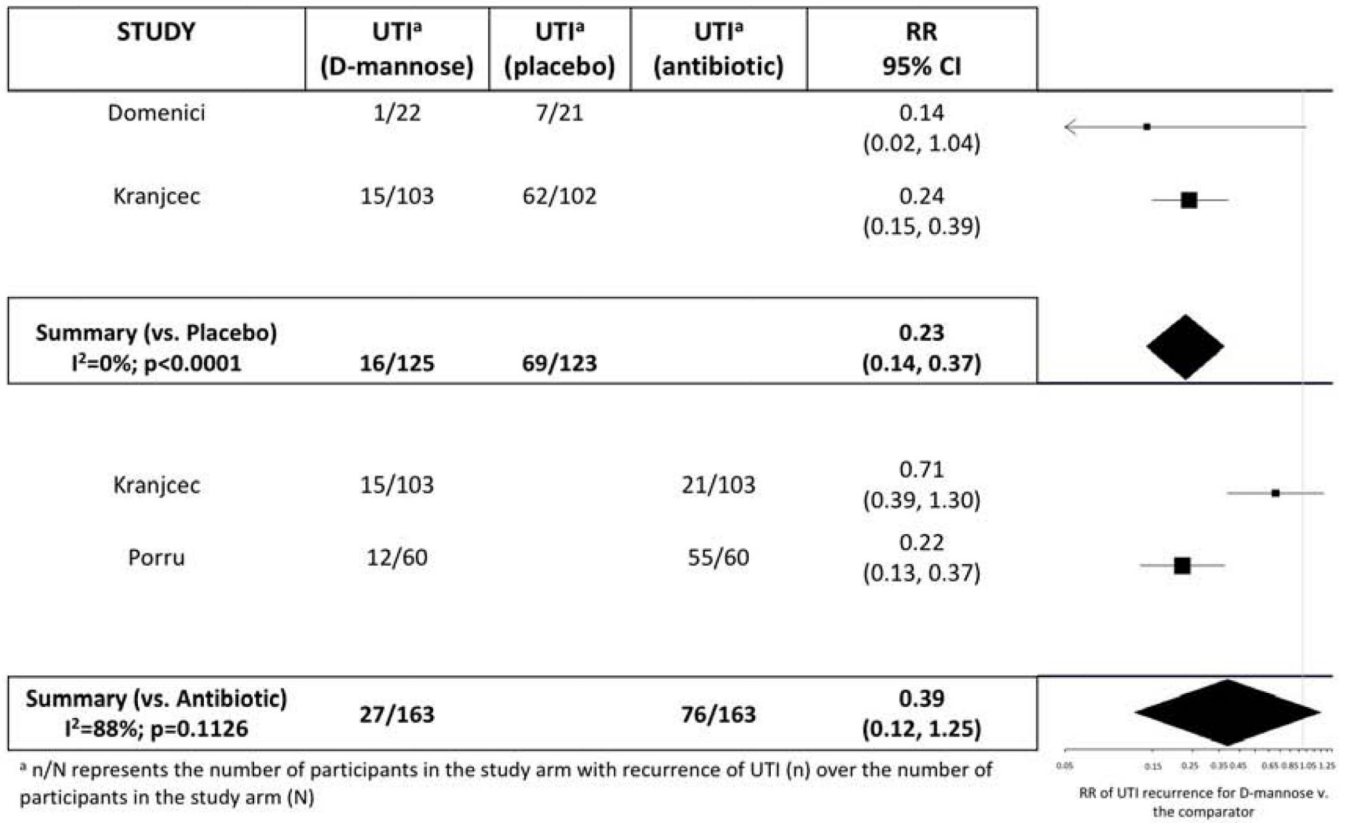 STUDY UTIᵃ (D-mannose) UTIᵃ (placebo) UTIᵃ (antibiotic) RR 95% CI
Domenici 1/22 7/21 0.14
(0.02, 1.04)
Kranjcec 15/103 62/102 0.24
(0.15, 0.39)
Summary (vs. Placebo) 0.23
I²=0%; p<0.0001 16/125 69/123 (0.14, 0.37)
Kranjcec 15/103 21/103 0.71
(0.39, 1.30)
Porru 12/60 55/60 0.22
(0.13, 0.37)
Summary (vs. Antibiotic) 27/163 76/163 0.39
I²=88%; p=0.1126 (0.12, 1.25)
0.05 0.15 0.25 0.35 0.45 0.65 0.85 1.05 1.25
ᵃ n/N represents the number of participants in the study arm with recurrence of UTI (n) over the number of
participants in the study arm (N)
RR of UTI recurrence for D-mannose v.
the comparator